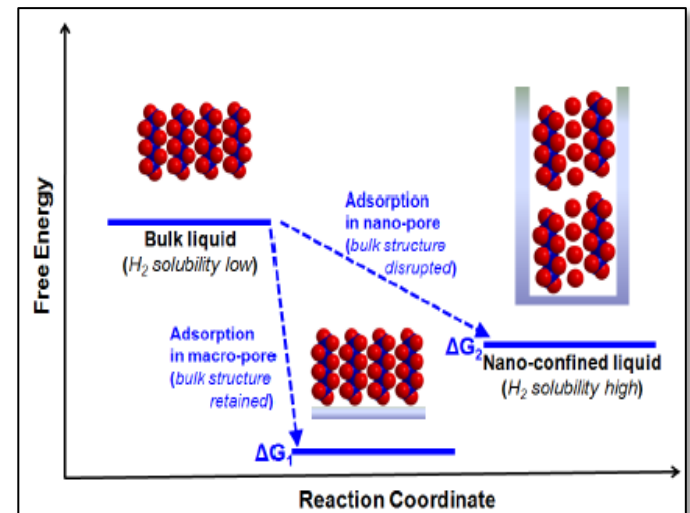 Free Energy
Bulk liquid
(H₂ solubility low)
Adsorption
in nano-pore
(bulk structure
disrupted)
Adsorption
in macro-pore
(bulk structure
retained)
ΔG₁
ΔG₂
Nano-confined liquid
(H₂ solubility high)
Reaction Coordinate